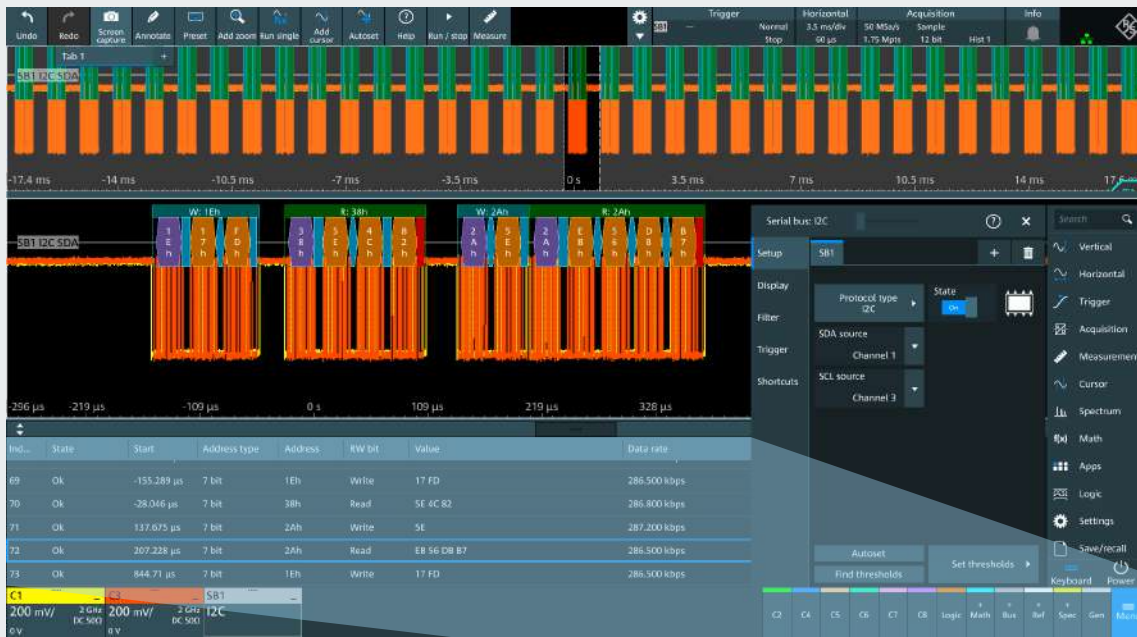 Undo Redo Screen capture Annotate Preset Add zoom Run single Add cursor Autoset Help Run / stop Measure
SB1
Trigger
Normal
Stop
Horizontal
3.5 ms/div
60 µs
Acquisition
50 MSa/s Sample
1.75 Mpts 12 bit Hist 1
Info
Tab 1 +
SB1 I2C SDA
-17.4 ms -14 ms -10.5 ms -7 ms -3.5 ms 0 s 3.5 ms 7 ms 10.5 ms 14 ms
W: 1Eh R: 38h W: 2Ah R: 2Ah
SB1 I2C SDA
-296 µs -219 µs -109 µs 0 s 109 µs 219 µs 328 µs
Serial bus: I2C
Setup
Display
Filter
Trigger
Shortcuts
SB1
Protocol type
I2C
State
On
SDA source
Channel 1
SCL source
Channel 3
Autoset
Find thresholds
Set thresholds
Search
Vertical
Horizontal
Trigger
Acquisition
Measurement
Cursor
Spectrum
Math
Apps
Logic
Settings
Save/recall
Keyboard Power
Ind... State Start Address type Address RW bit Value Data rate
69 Ok -155.289 µs 7 bit 1Eh Write 17 FD 286.500 kbps
70 Ok -28.046 µs 7 bit 38h Read 5E 4C 82 286.800 kbps
71 Ok 137.675 µs 7 bit 2Ah Write 5E 287.200 kbps
72 Ok 207.228 µs 7 bit 2Ah Read EB 56 D8 B7 286.500 kbps
73 Ok 844.71 µs 7 bit 1Eh Write 17 FD 286.500 kbps
C1 C3 SB1
200 mV/ 2 GHz DC 50Ω 200 mV/ 2 GHz DC 50Ω I2C
0 V 0 V
C2 C4 C5 C6 C7 C8 Logic Math Bus Ref Spec Gen